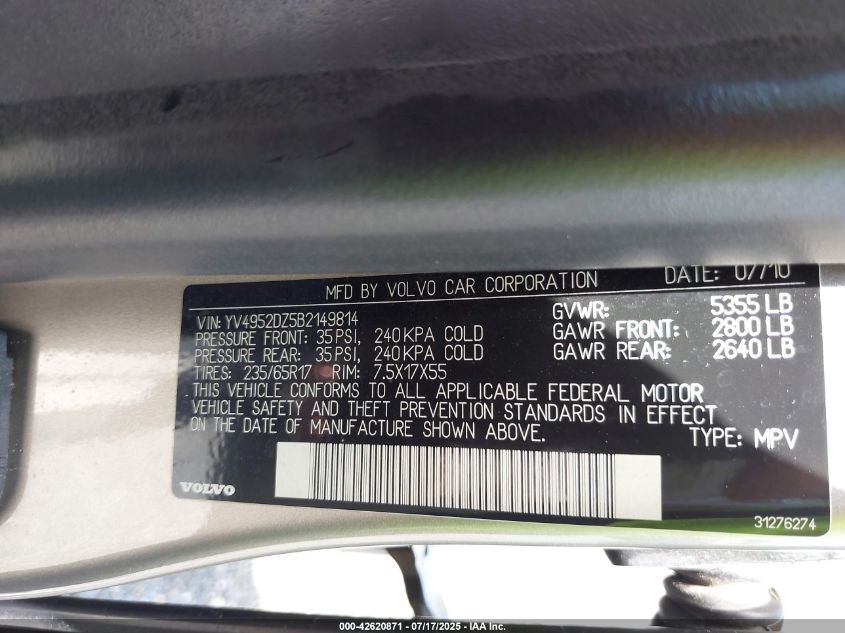 MFD BY VOLVO CAR CORPORATION DATE: 07/10
VIN: YV4952DZ5B2149814
PRESSURE FRONT: 35 PSI, 240 KPA COLD
PRESSURE REAR: 35 PSI, 240 KPA COLD
TIRES: 235/65R17 RIM: 7.5X17X55
GVWR: 5355 LB
GAWR FRONT: 2800 LB
GAWR REAR: 2640 LB
THIS VEHICLE CONFORMS TO ALL APPLICABLE FEDERAL MOTOR
VEHICLE SAFETY AND THEFT PREVENTION STANDARDS IN EFFECT
ON THE DATE OF MANUFACTURE SHOWN ABOVE.
TYPE: MPV
VOLVO
31276274
000-42620871 - 07/17/2025 - IAA Inc.